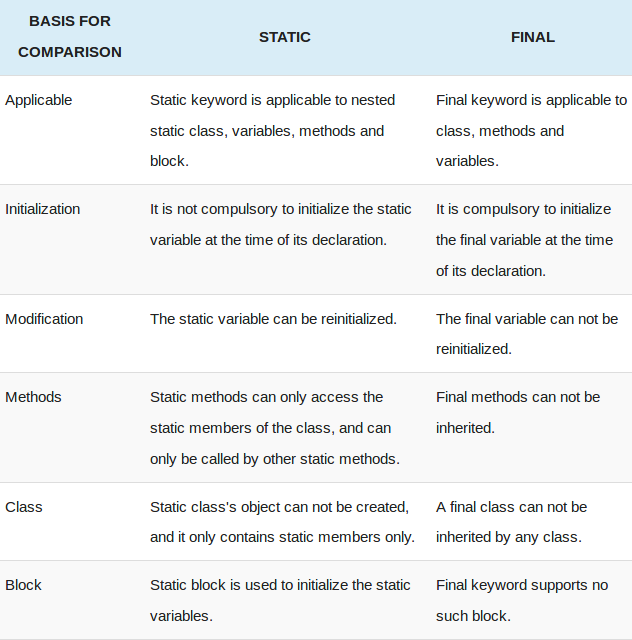 BASIS FOR
COMPARISON
STATIC
FINAL
Applicable
Static keyword is applicable to nested
static class, variables, methods and
block.
Final keyword is applicable to
class, methods and
variables.
Initialization
It is not compulsory to initialize the static
variable at the time of its declaration.
It is compulsory to initialize
the final variable at the time
of its declaration.
Modification
The static variable can be reinitialized.
The final variable can not be
reinitialized.
Methods
Static methods can only access the
static members of the class, and can
only be called by other static methods.
Final methods can not be
inherited.
Class
Static class's object can not be created,
and it only contains static members only.
A final class can not be
inherited by any class.
Block
Static block is used to initialize the static
variables.
Final keyword supports no
such block.